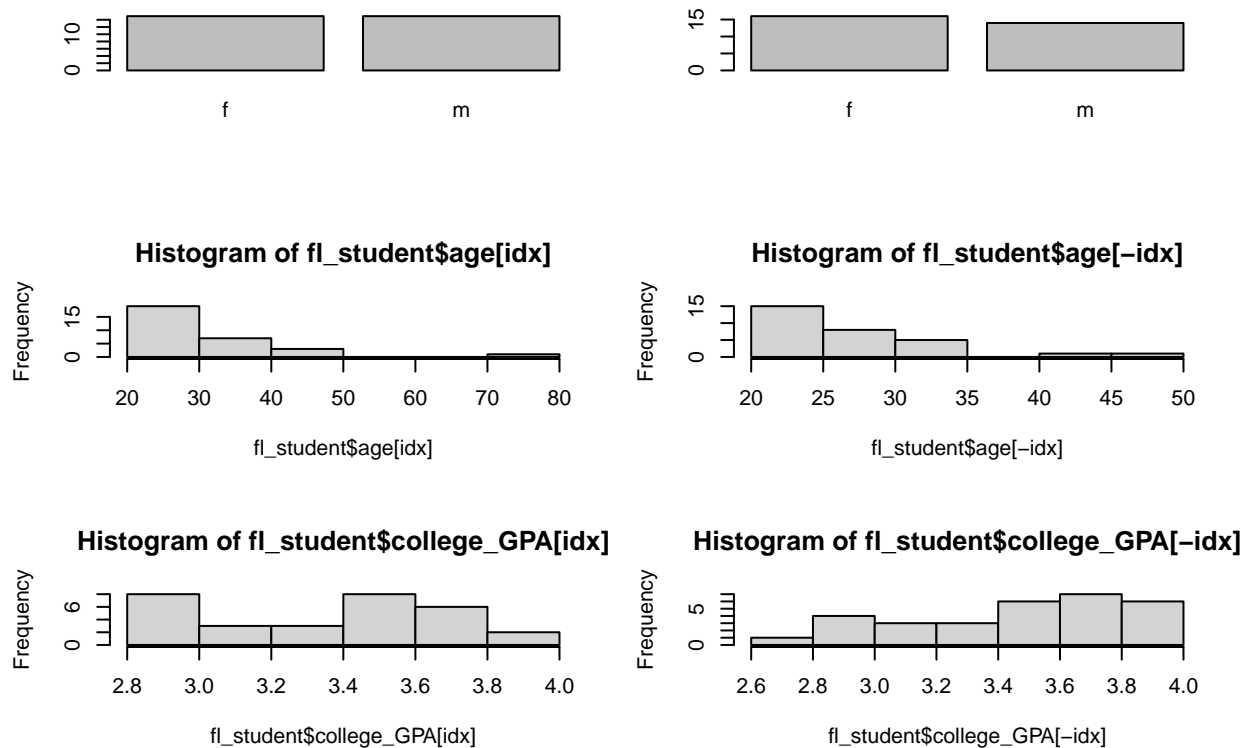 0 10
f m
0 15
f m
Histogram of fl_student$age[idx]
Frequency
0 15
20 30 40 50 60 70 80
fl_student$age[idx]
Histogram of fl_student$age[−idx]
Frequency
0 15
20 25 30 35 40 45 50
fl_student$age[−idx]
Histogram of fl_student$college_GPA[idx]
Frequency
0 6
2.8 3.0 3.2 3.4 3.6 3.8 4.0
fl_student$college_GPA[idx]
Histogram of fl_student$college_GPA[−idx]
Frequency
0 5
2.6 2.8 3.0 3.2 3.4 3.6 3.8 4.0
fl_student$college_GPA[−idx]